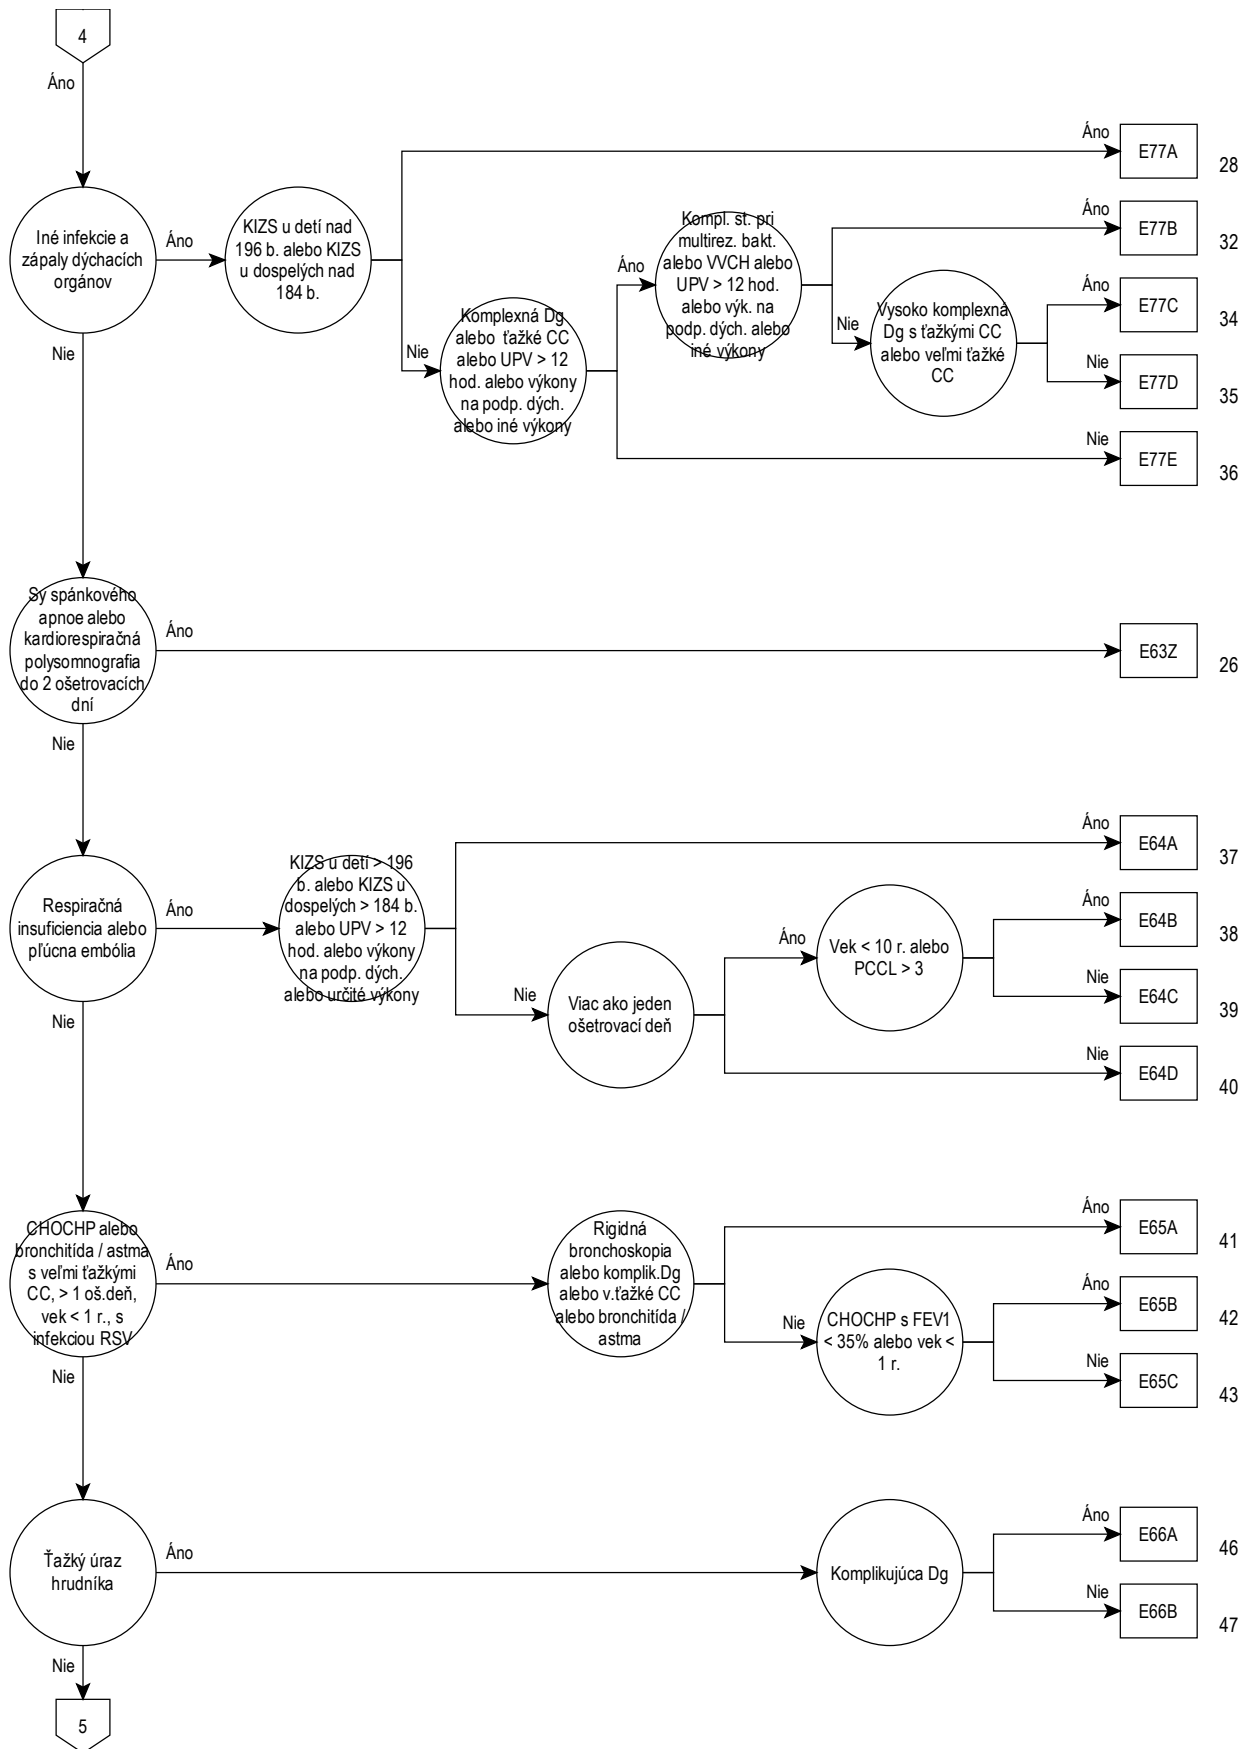 4
Áno
Iné infekcie a
zápaly dýchacích
orgánov
Áno
KIZS u detí nad
196 b. alebo KIZS
u dospelých nad
184 b.
Áno
E77A
28
Nie
Komplexná Dg
alebo ťažké CC
alebo UPV > 12
hod. alebo výkony
na podp. dých.
alebo iné výkony
Áno
Kompl. st. pri
multirez. bakt.
alebo VVCH alebo
UPV > 12 hod.
alebo výk. na
podp. dých. alebo
iné výkony
Áno
E77B
32
Nie
Vysoko komplexná
Dg s ťažkými CC
alebo veľmi ťažké
CC
Áno
E77C
34
Nie
E77D
35
Nie
E77E
36
Nie
Sy spánkového
apnoe alebo
kardiorespiračná
polysomnografia
do 2 ošetrovacích
dní
Áno
E63Z
26
Nie
Respiračná
insuficiencia alebo
pľúcna embólia
Áno
KIZS u detí > 196
b. alebo KIZS u
dospelých > 184 b.
alebo UPV > 12
hod. alebo výkony
na podp. dých.
alebo určité výkony
Áno
E64A
37
Nie
Viac ako jeden
ošetrovací deň
Áno
Vek < 10 r. alebo
PCCL > 3
Áno
E64B
38
Nie
E64C
39
Nie
E64D
40
Nie
CHOCHP alebo
bronchitída / astma
s veľmi ťažkými
CC, > 1 oš.deň,
vek < 1 r., s
infekciou RSV
Áno
Rigidná
bronchoskopia
alebo komplik.Dg
alebo v.ťažké CC
alebo bronchitída /
astma
Áno
E65A
41
Nie
CHOCHP s FEV1
< 35% alebo vek <
1 r.
Áno
E65B
42
Nie
E65C
43
Nie
Ťažký úraz
hrudníka
Áno
Komplikujúca Dg
Áno
E66A
46
Nie
E66B
47
Nie
5